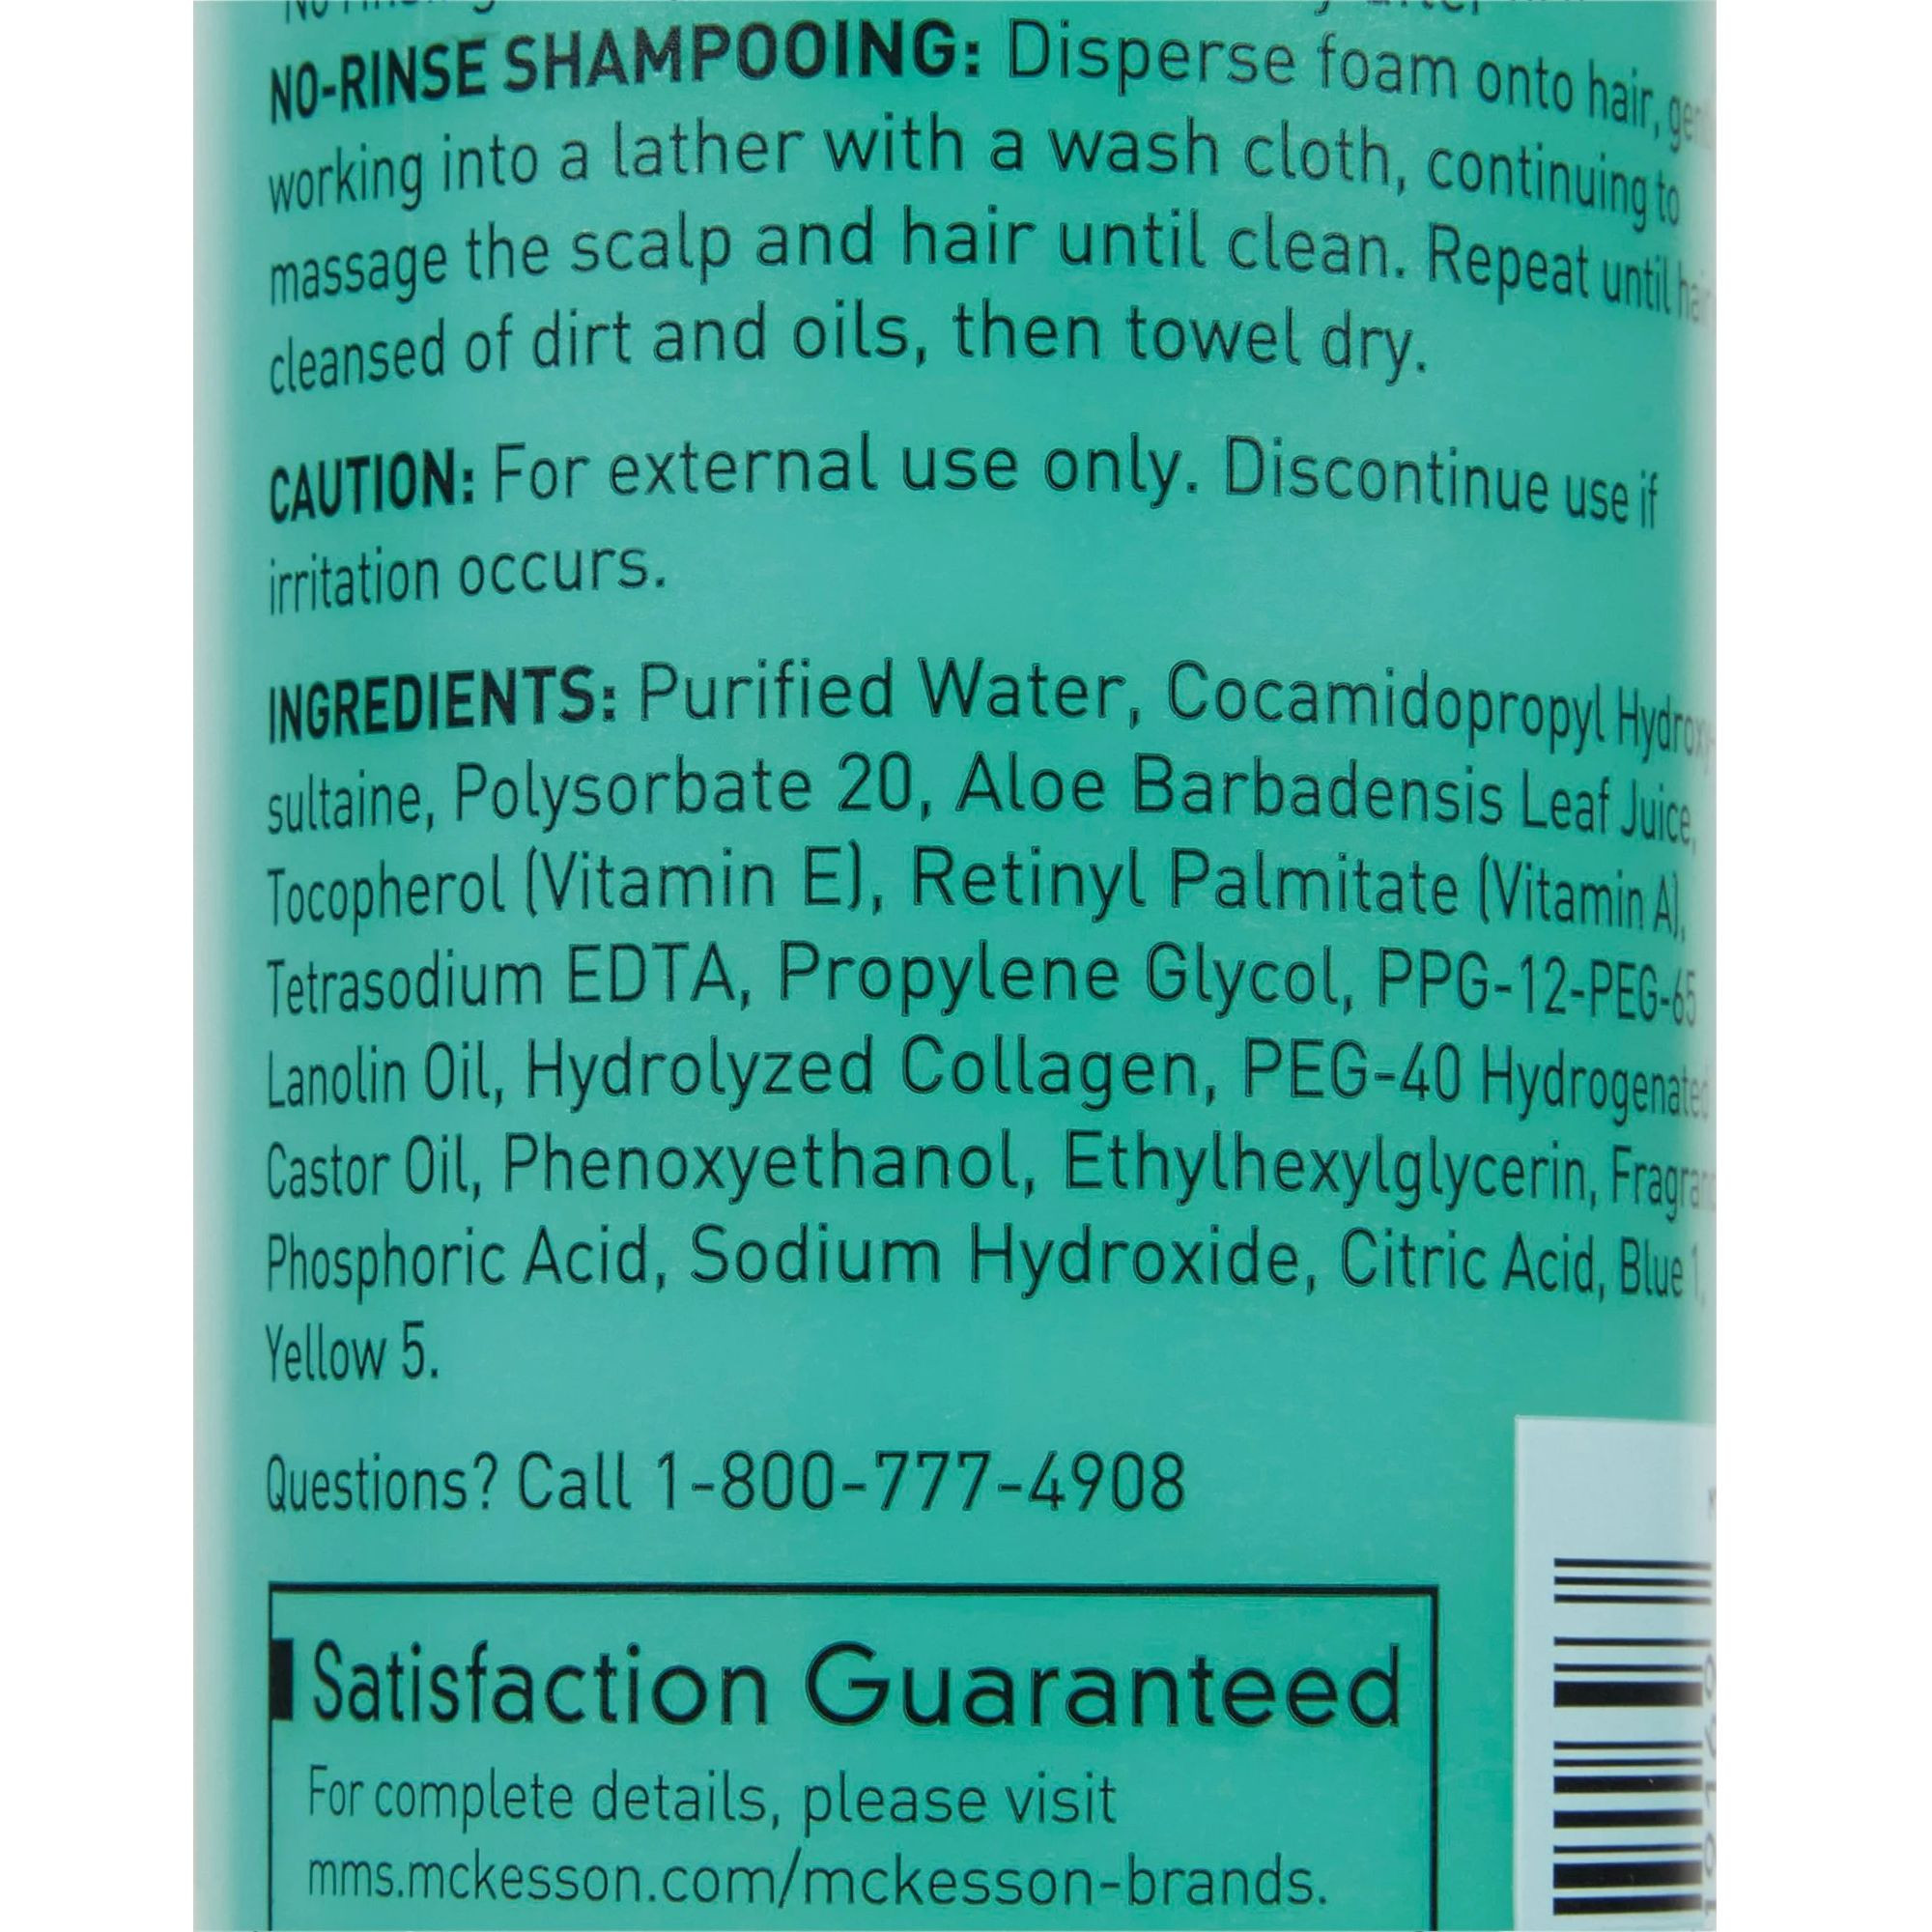 NO-RINSE SHAMPOOING: Disperse foam onto hair,
working into a lather with a wash cloth, continuing to
massage the scalp and hair until clean. Repeat until hair
cleansed of dirt and oils, then towel dry.
CAUTION: For external use only. Discontinue use if
irritation occurs.
INGREDIENTS: Purified Water, Cocamidopropyl Hydroxy-
sultaine, Polysorbate 20, Aloe Barbadensis Leaf Juice,
Tocopherol (Vitamin E), Retinyl Palmitate (Vitamin A),
Tetrasodium EDTA, Propylene Glycol, PPG-12-PEG-65
Lanolin Oil, Hydrolyzed Collagen, PEG-40 Hydrogenated
Castor Oil, Phenoxyethanol, Ethylhexylglycerin,
Phosphoric Acid, Sodium Hydroxide, Citric Acid, Blue 1,
Yellow 5.
Questions? Call 1-800-777-4908
Satisfaction Guaranteed
For complete details, please visit
mms.mckesson.com/mckesson-brands.